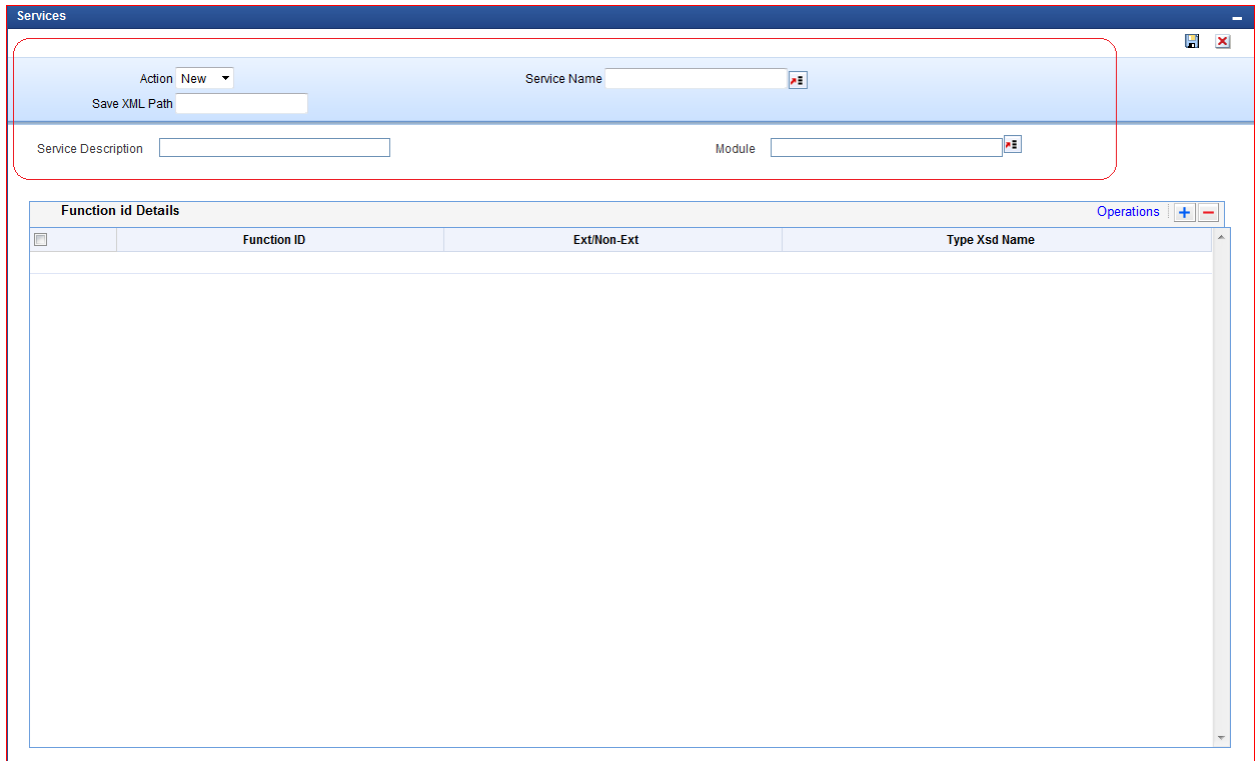 Services
Action New Service Name
Save XML Path
Service Description Module
Function id Details Operations
Function ID Ext/Non-Ext Type Xsd Name